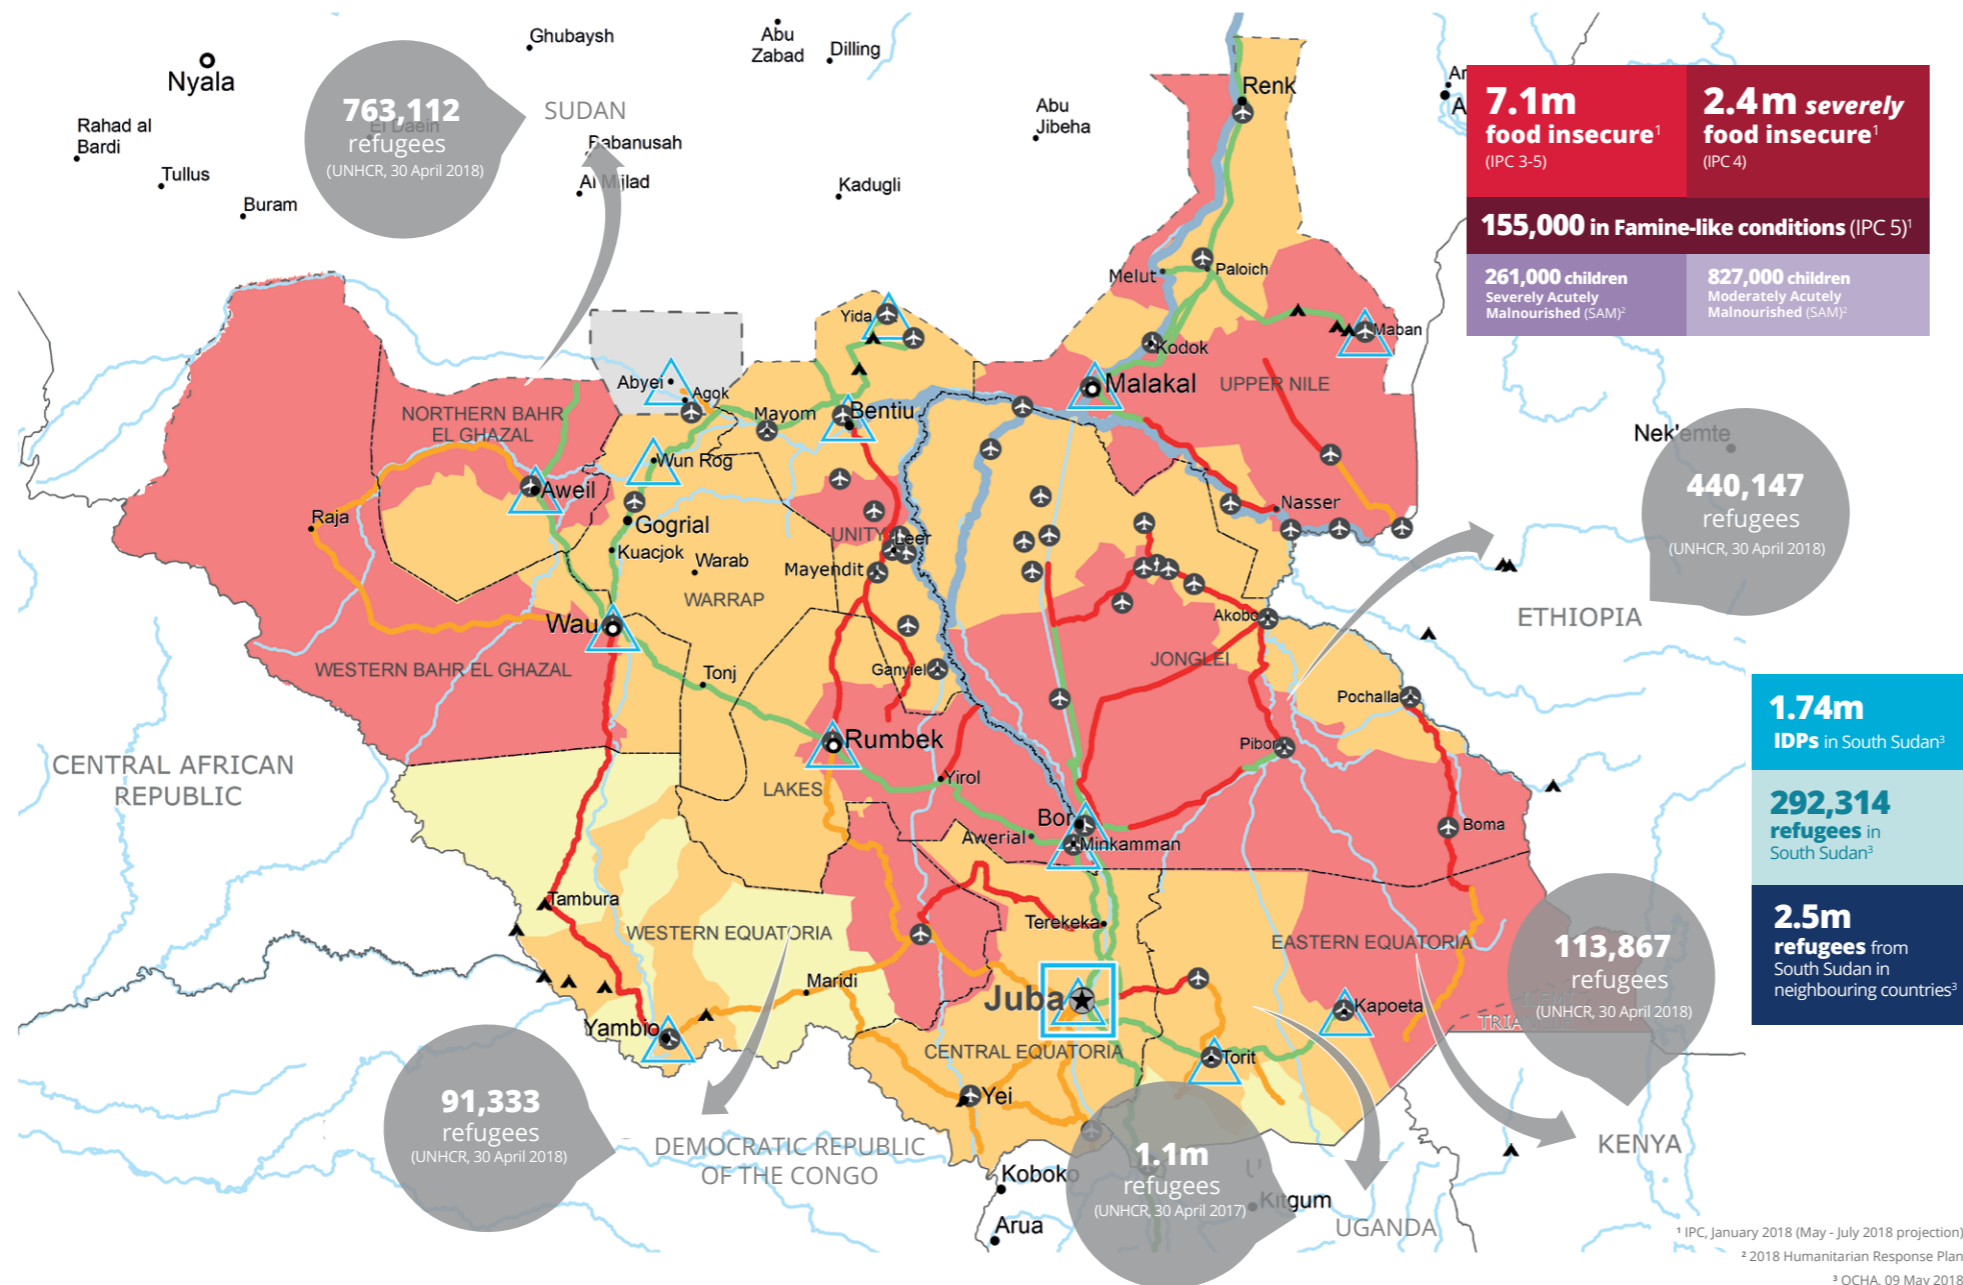 Ghubaysh
Abu
Zabad
Dilling
Nyala
763,112
refugees
(UNHCR, 30 April 2018)
El Daein
SUDAN
Babanusah
Abu
Jibeha
Rahad al
Bardi
Tullus
Buram
Kadugli
Renk
7.1m
food insecure¹
(IPC 3-5)
2.4m severely
food insecure¹
(IPC 4)
155,000 in Famine-like conditions (IPC 5)¹
261,000 children
Severely Acutely
Malnourished (SAM)²
827,000 children
Moderately Acutely
Malnourished (SAM)²
Melut
Paloich
Yida
Maban
Kodok
Abyei
Agok
Malakal
UPPER NILE
NORTHERN BAHR
EL GHAZAL
Mayom
Bentiu
Nek'emte
Wun Rog
Aweil
440,147
refugees
(UNHCR, 30 April 2018)
Raja
Gogrial
Nasser
UNITY
Leer
Kuacjok
Warab
Mayendit
WARRAP
Wau
Akobo
ETHIOPIA
WESTERN BAHR EL GHAZAL
Tonj
Ganyiel
JONGLEI
Pochalla
1.74m
IDPs in South Sudan³
Rumbek
Pibor
CENTRAL AFRICAN
REPUBLIC
LAKES
Yirol
292,314
refugees in
South Sudan³
Bor
Awerial
Minkamman
Boma
Tambura
2.5m
refugees from
South Sudan in
neighbouring countries³
WESTERN EQUATORIA
Terekeka
EASTERN EQUATORIA
113,867
refugees
(UNHCR, 30 April 2018)
Maridi
Juba
Kapoeta
Yambio
CENTRAL EQUATORIA
Torit
91,333
refugees
(UNHCR, 30 April 2018)
Yei
DEMOCRATIC REPUBLIC
OF THE CONGO
KENYA
1.1m
refugees
(UNHCR, 30 April 2017)
Koboko
Kitgum
Arua
UGANDA
¹ IPC, January 2018 (May - July 2018 projection)
² 2018 Humanitarian Response Plan
³ OCHA, 09 May 2018